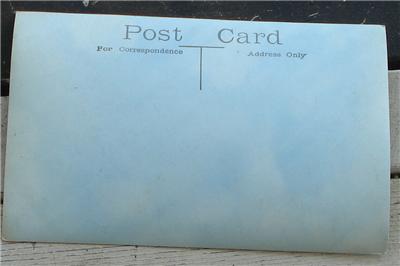 Post Card
For Correspondence Address Only